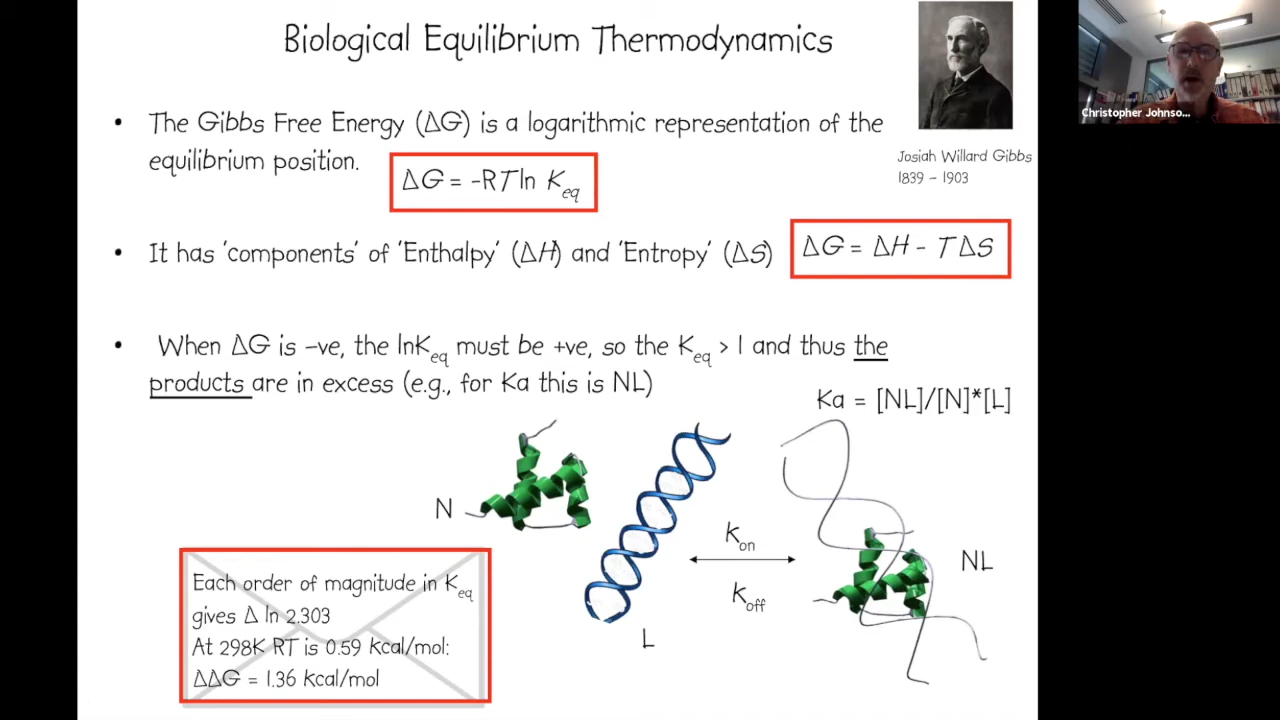 Biological Equilibrium Thermodynamics
Christopher Johnso...
• The Gibbs Free Energy (ΔG) is a logarithmic representation of the
equilibrium position.
ΔG = -RT ln Keq
Josiah Willard Gibbs
1839 – 1903
• It has 'components' of 'Enthalpy' (ΔH) and 'Entropy' (ΔS)
ΔG = ΔH - TΔS
• When ΔG is -ve, the lnKeq must be +ve, so the Keq > 1 and thus the
products are in excess (e.g., for Ka this is NL)
Ka = [NL]/[N]*[L]
N
kon
koff
NL
L
Each order of magnitude in Keq
gives Δ ln 2.303
At 298K RT is 0.59 kcal/mol:
ΔΔG = 1.36 kcal/mol